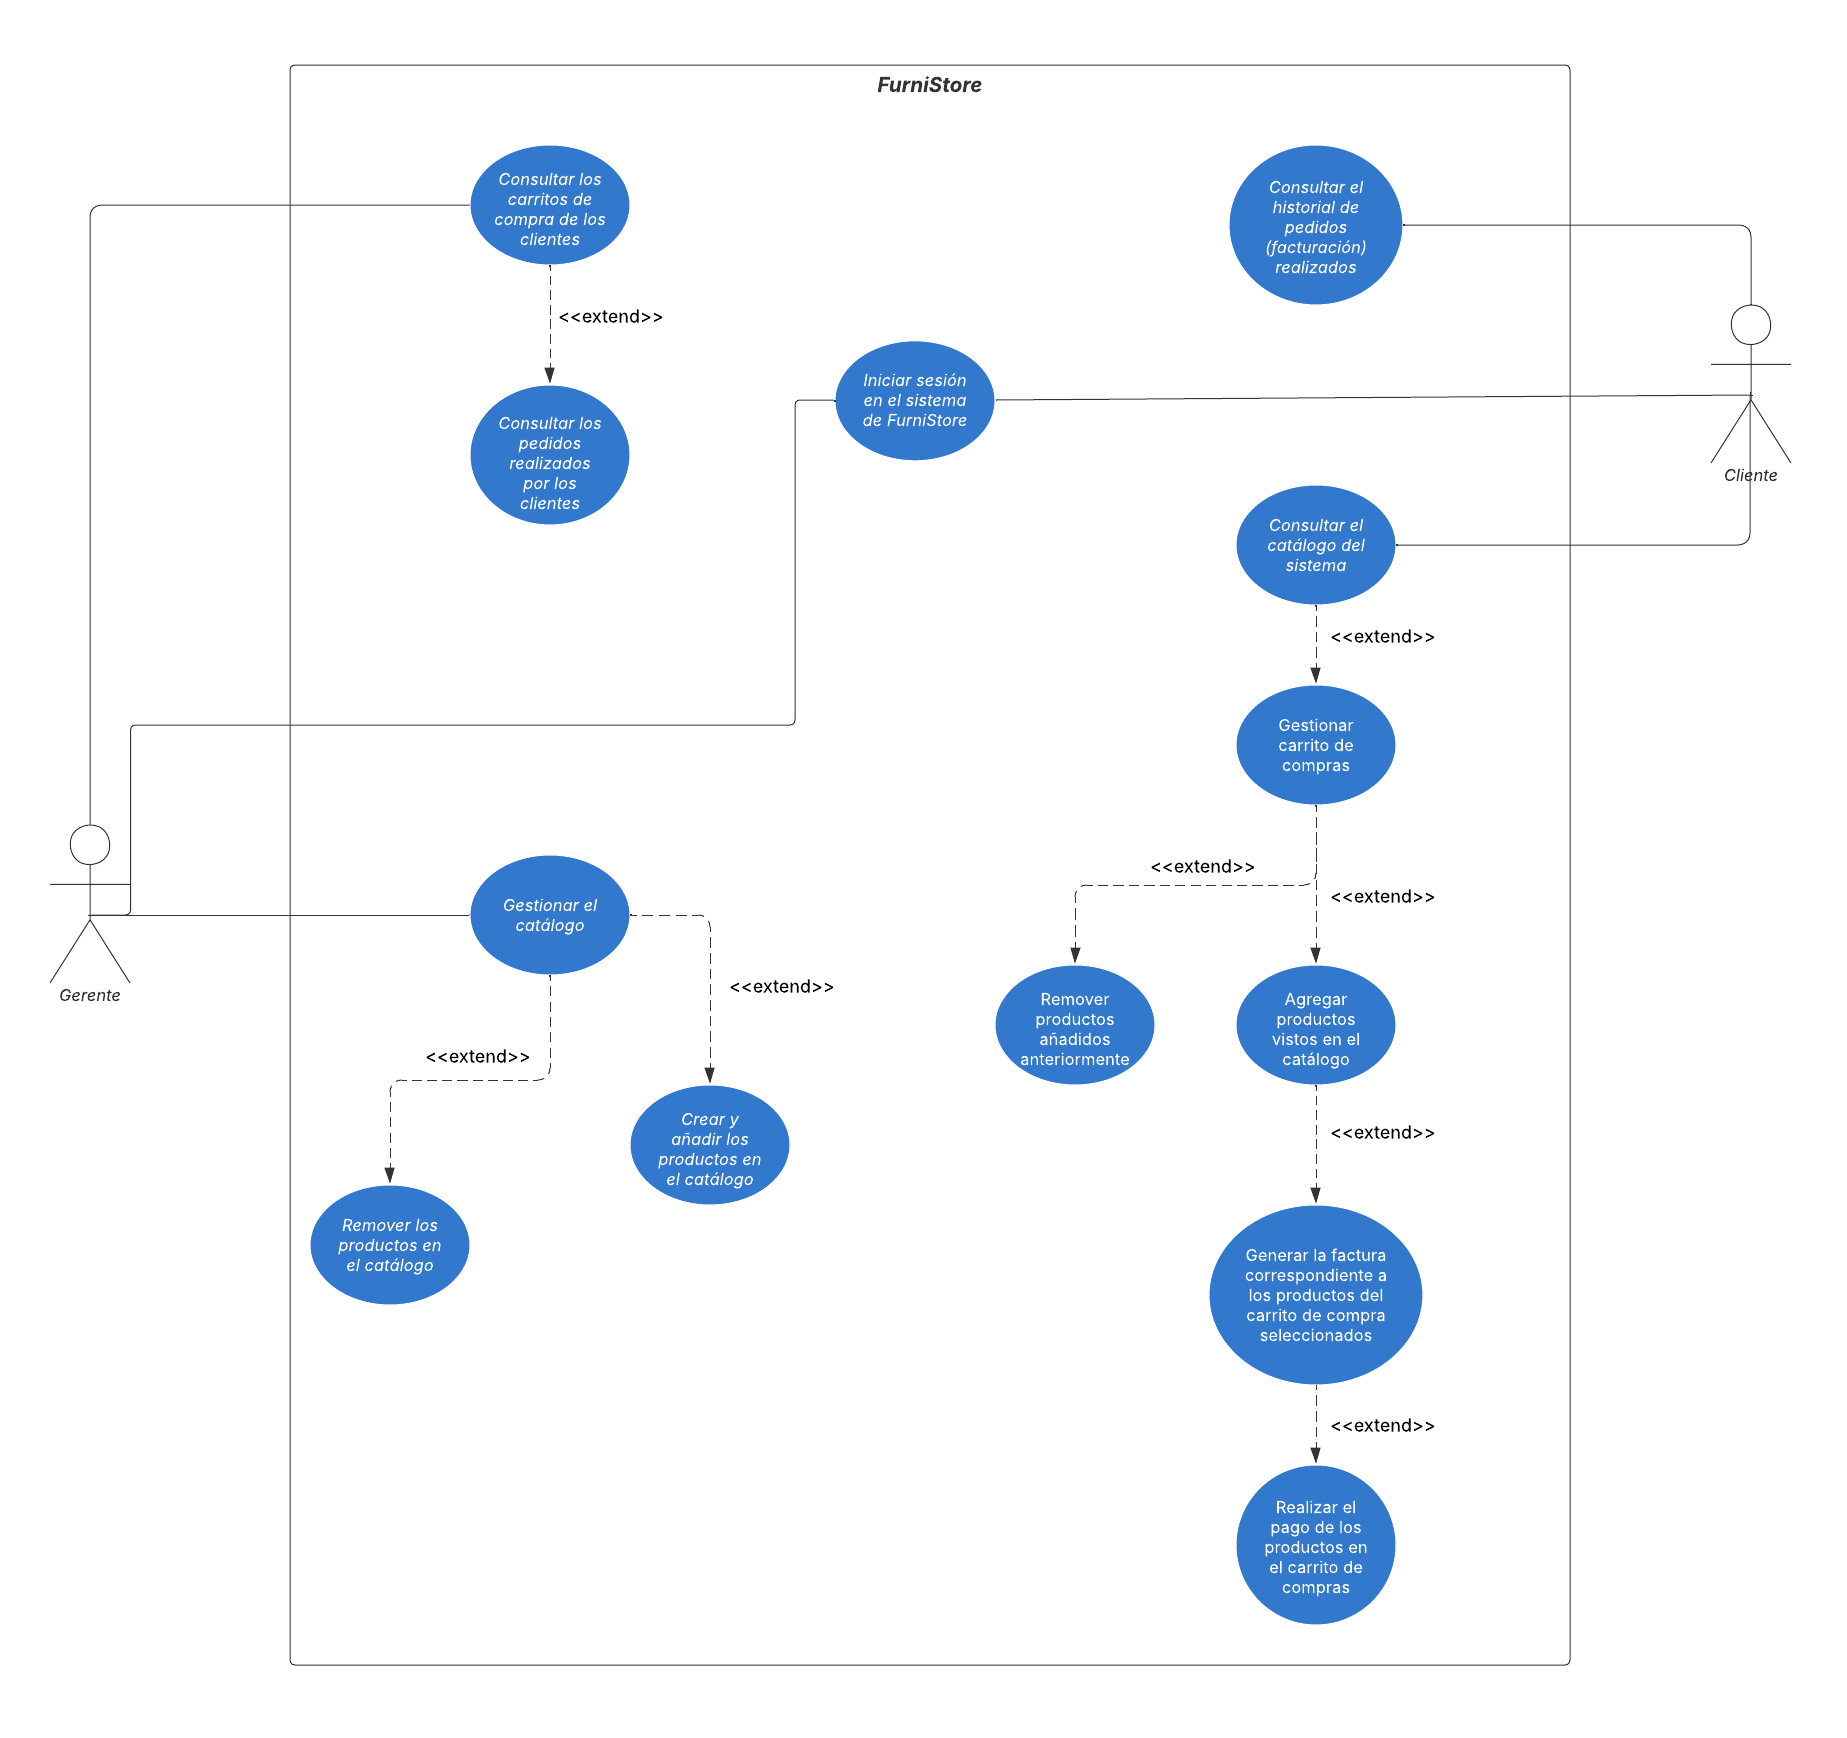 FurniStore
Consultar los
carritos de
compra de los
clientes
Consultar el
historial de
pedidos
(facturación)
realizados
<<extend>>
Iniciar sesión
en el sistema
de FurniStore
Consultar los
pedidos
realizados
por los
clientes
Cliente
Consultar el
catálogo del
sistema
<<extend>>
Gestionar
carrito de
compras
<<extend>>
<<extend>>
Gestionar el
catálogo
Gerente
<<extend>>
<<extend>>
Remover
productos
añadidos
anteriormente
Agregar
productos
vistos en el
catálogo
Crear y
añadir los
productos en
el catálogo
<<extend>>
Remover los
productos en
el catálogo
Generar la factura
correspondiente a
los productos del
carrito de compra
seleccionados
<<extend>>
Realizar el
pago de los
productos en
el carrito de
compras